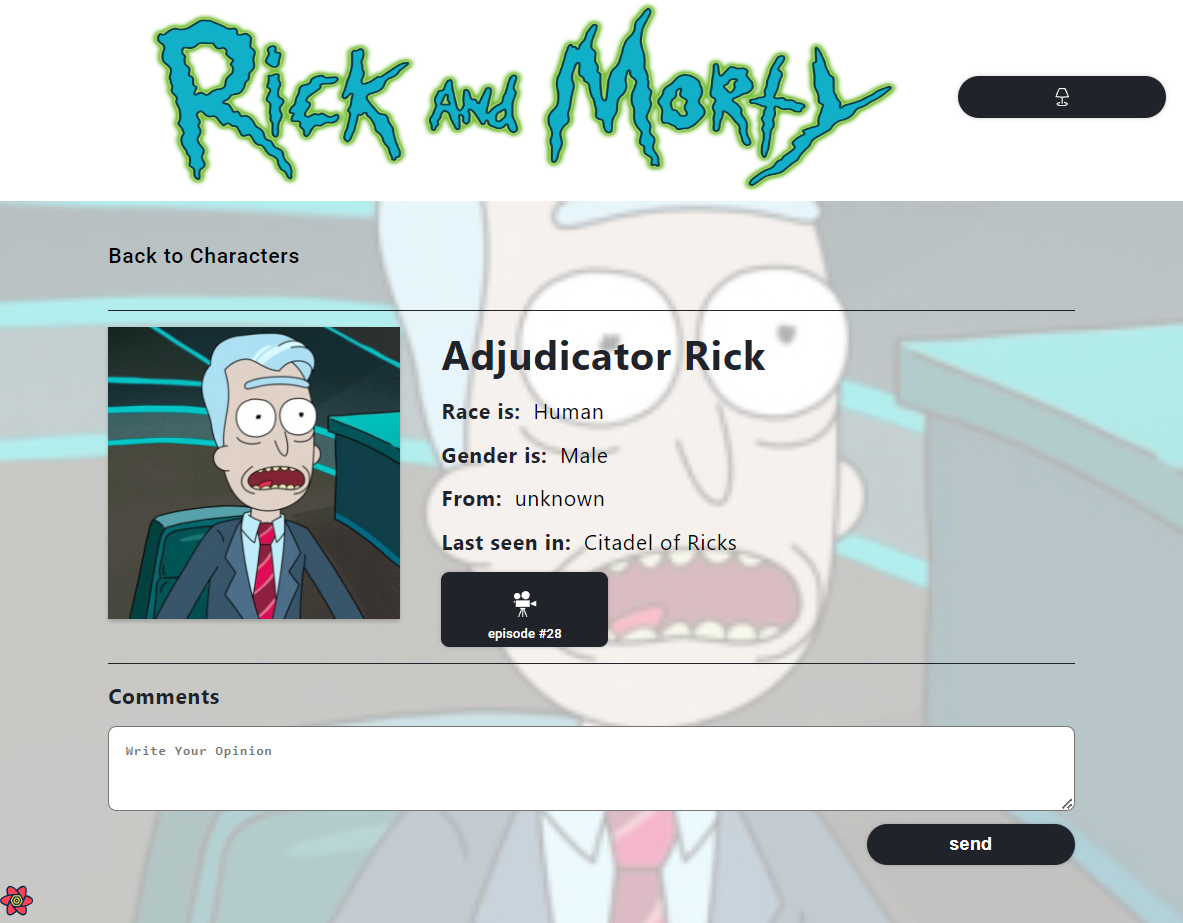 Rick and Morty
Back to Characters
Adjudicator Rick
Race is: Human
Gender is: Male
From: unknown
Last seen in: Citadel of Ricks
episode #28
Comments
Write Your Opinion
send